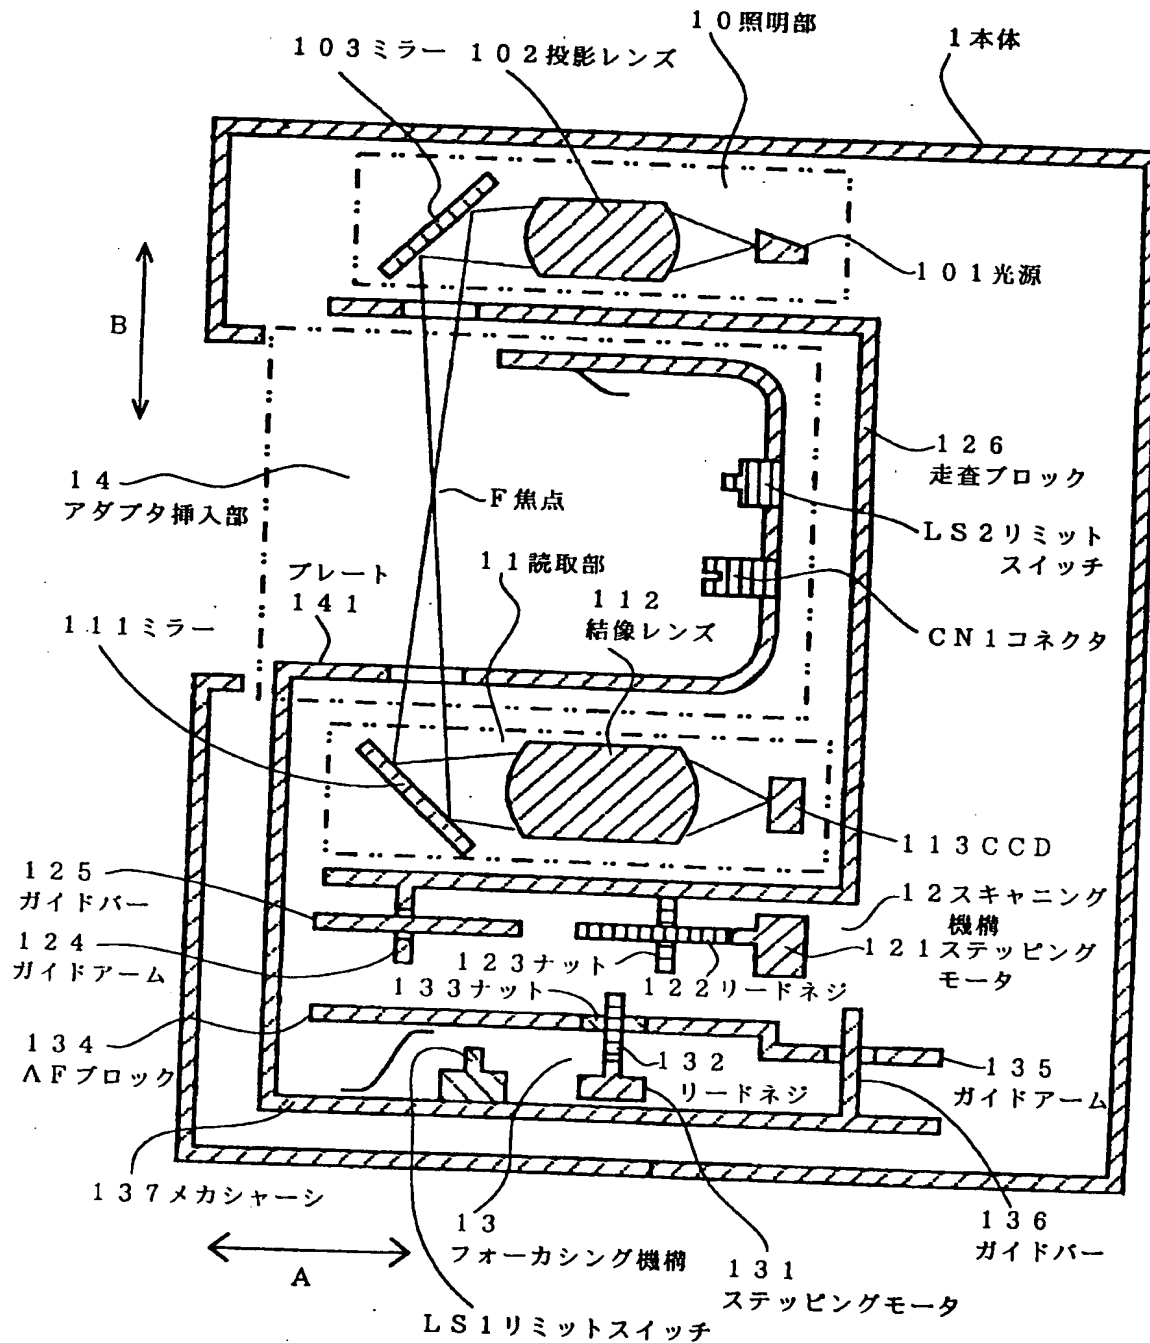 １０照明部
１０３ミラー
１０２投影レンズ
１本体
１０１光源
B
１２６
走査ブロック
１４
アダプタ挿入部
F焦点
LS２リミット
スイッチ
プレート
１４１
１１読取部
１１２
結像レンズ
１１１ミラー
CN１コネクタ
１１３CCD
１２５
ガイドバー
１２スキャニング
機構
１２４
ガイドアーム
１２３ナット
１２１ステッピング
モータ
１３３ナット
１２２リードネジ
１３４
AFブロック
１３２
リードネジ
１３５
ガイドアーム
１３７メカシャーシ
１３
フォーカシング機構
１３６
ガイドバー
A
１３１
ステッピングモータ
LS１リミットスイッチ